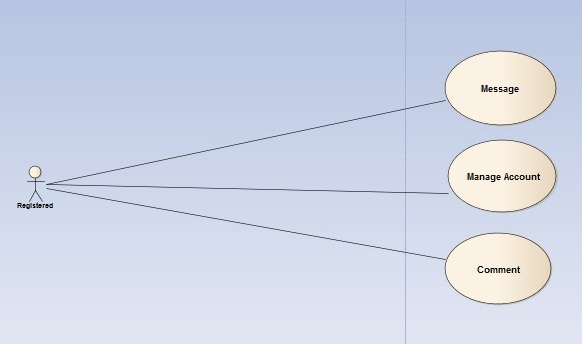 Message
Manage Account
Registered
Comment